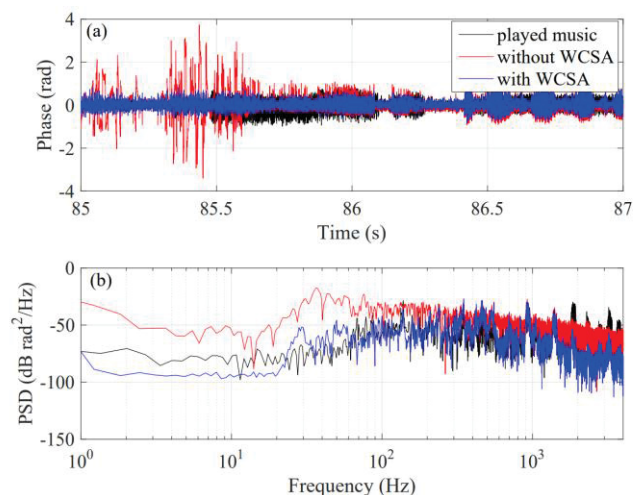 (a)
played music
without WCSA
with WCSA
4
2
0
-2
-4
Phase (rad)
85
85.5
86
86.5
87
Time (s)
(b)
0
-50
-100
-150
PSD (dB rad²/Hz)
10⁰
10¹
10²
10³
Frequency (Hz)